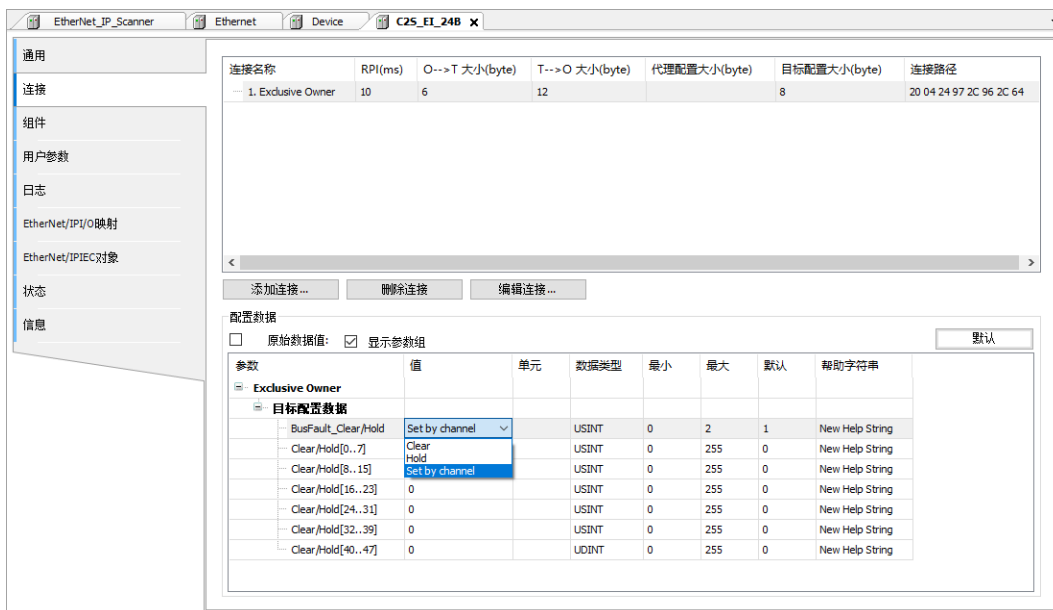 EtherNet_IP_Scanner Ethernet Device C2S_EI_24B
通用
连接
组件
用户参数
日志
EtherNet/IPI/O映射
EtherNet/IPIEC对象
状态
信息
连接名称 RPI(ms) O-->T 大小(byte) T-->O 大小(byte) 代理配置大小(byte) 目标配置大小(byte) 连接路径
1. Exclusive Owner 10 6 12 8 20 04 24 97 2C 96 2C 64
添加连接... 删除连接 编辑连接...
配置数据
原始数据值: 显示参数组 默认
参数 值 单元 数据类型 最小 最大 默认 帮助字符串
Exclusive Owner
目标配置数据
BusFault_Clear/Hold Set by channel USINT 0 2 1 New Help String
Clear/Hold[0..7] Clear USINT 0 255 0 New Help String
Hold
Clear/Hold[8..15] Set by channel USINT 0 255 0 New Help String
Clear/Hold[16..23] 0 USINT 0 255 0 New Help String
Clear/Hold[24..31] 0 USINT 0 255 0 New Help String
Clear/Hold[32..39] 0 USINT 0 255 0 New Help String
Clear/Hold[40..47] 0 UDINT 0 255 0 New Help String